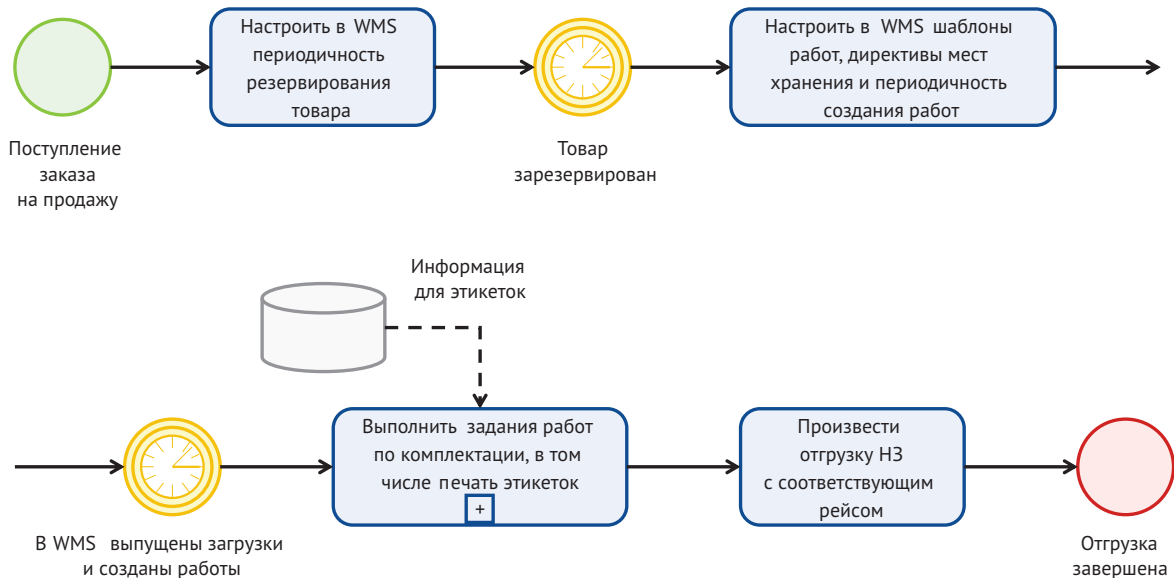 Поступление
заказа
на продажу
Настроить в WMS
периодичность
резервирования
товара
Товар
зарезервирован
Настроить в WMS шаблоны
работ, директивы мест
хранения и периодичность
создания работ
Информация
для этикеток
В WMS выпущены загрузки
и созданы работы
Выполнить задания работ
по комплектации, в том
числе печать этикеток
+
Произвести
отгрузку НЗ
с соответствующим
рейсом
Отгрузка
завершена